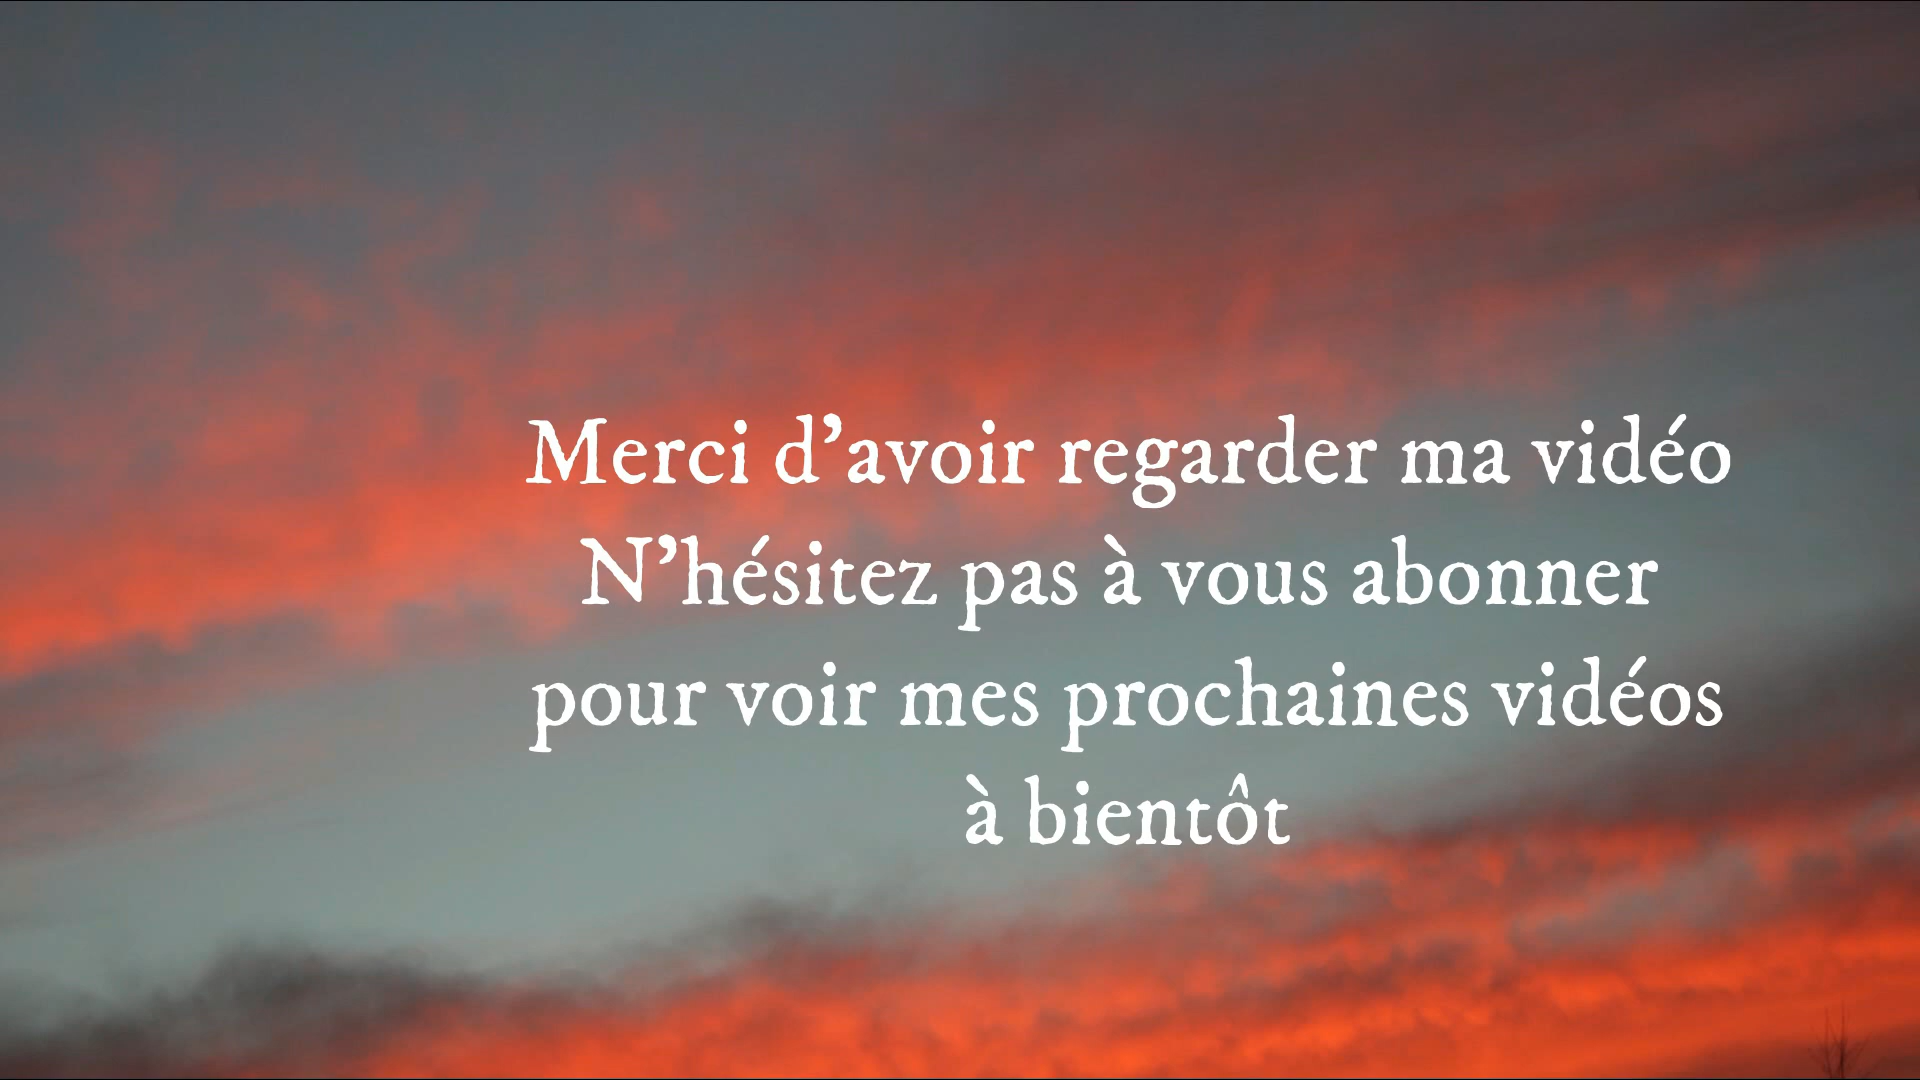 Merci d'avoir regarder ma vidéo
N'hésitez pas à vous abonner
pour voir mes prochaines vidéos
à bientôt